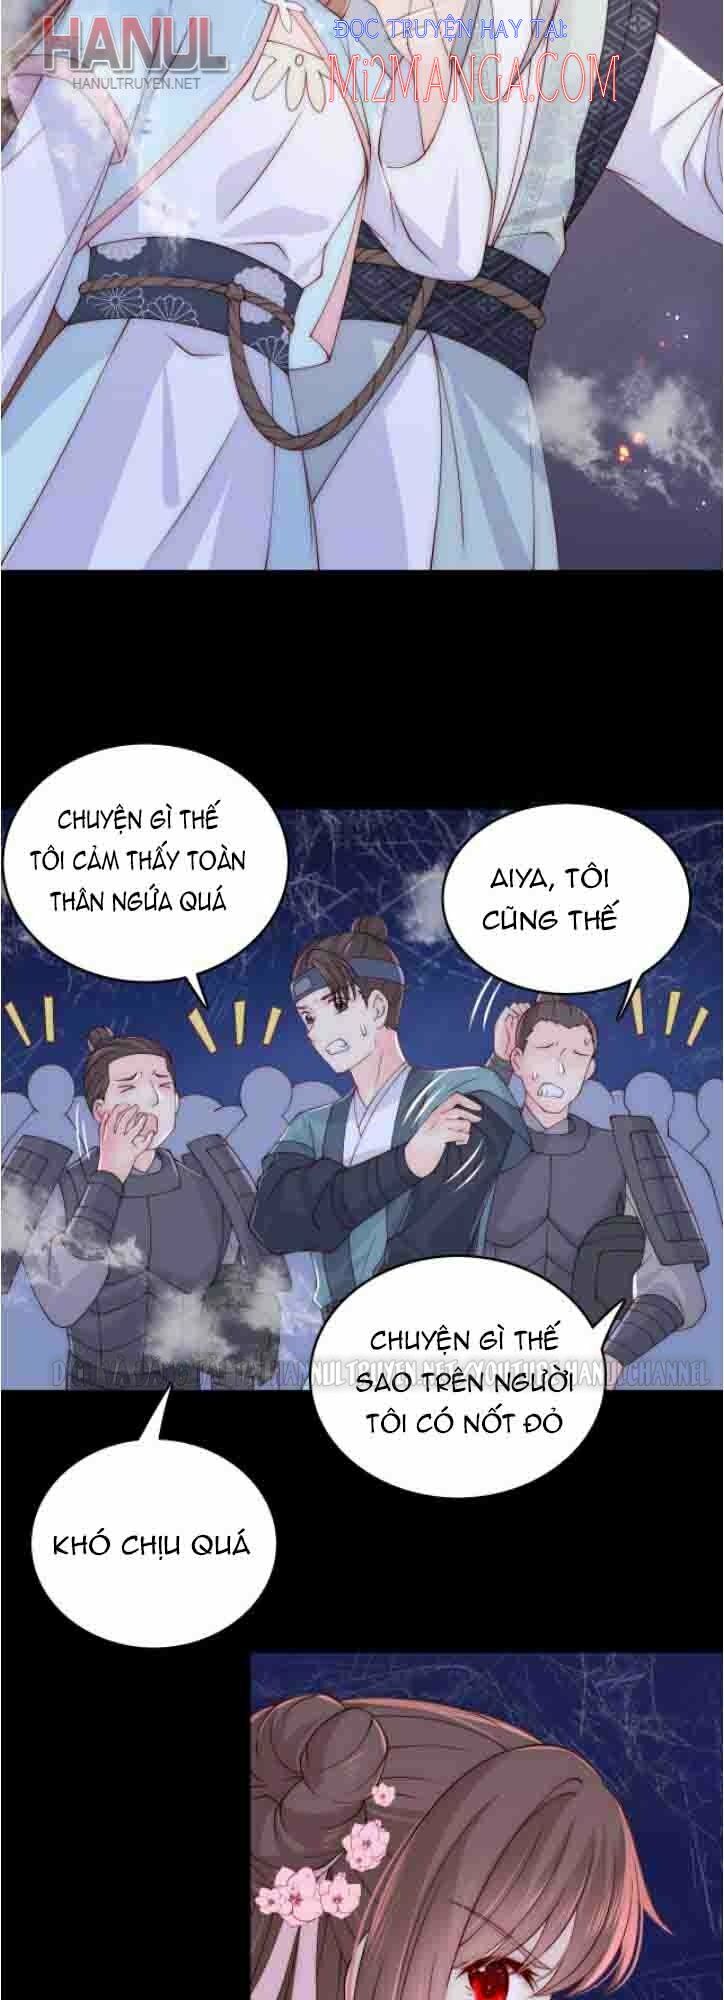 HANUL
HANULTRUYEN.NET
ĐỌC TRUYỆN HAY TẠI:
MI2MANGA.COM
CHUYỆN GÌ THẾ
TÔI CẢM THẤY TOÀN
THÂN NGỨA QUÁ
AIYA, TÔI
CŨNG THẾ
CHUYỆN GÌ THẾ
SAO TRÊN NGƯỜI
TÔI CÓ NỐT ĐỎ
KHÓ CHỊU QUÁ